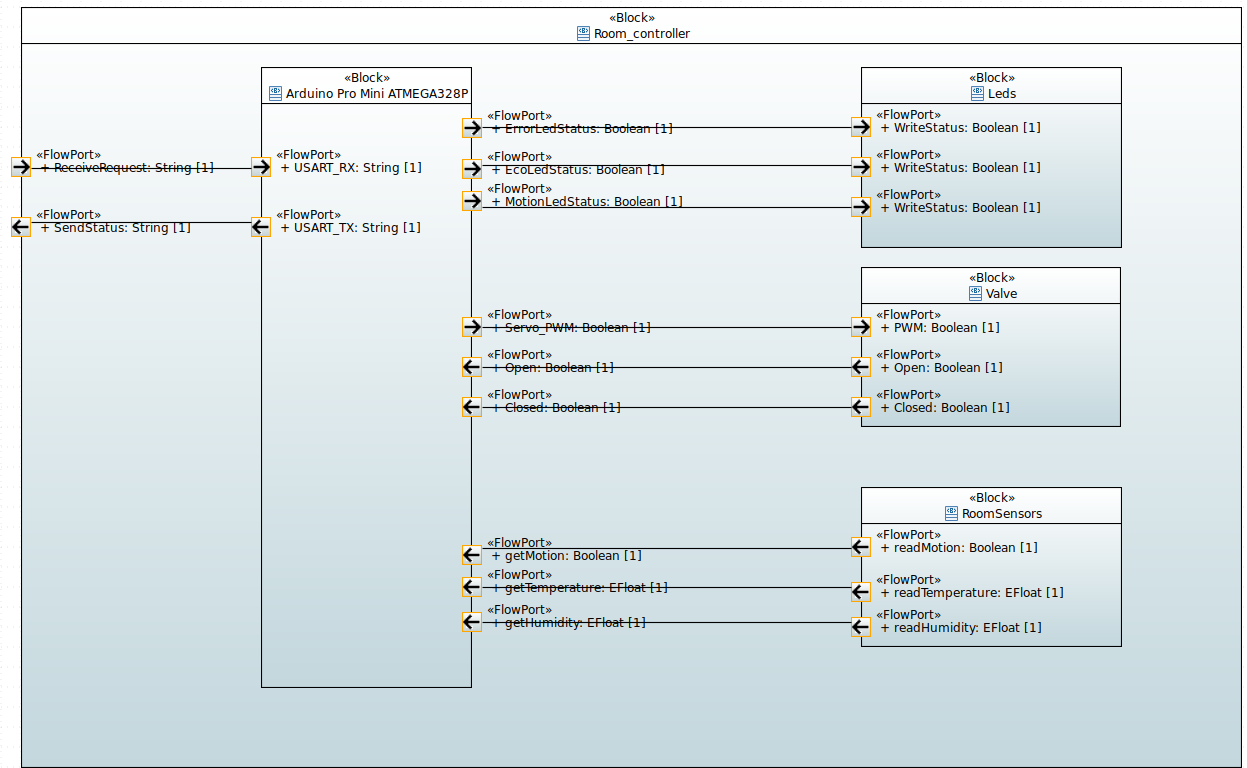 «Block»
Room_controller
«Block»
Arduino Pro Mini ATMEGA328P
«Block»
Leds
«FlowPort»
+ ErrorLedStatus: Boolean [1]
«FlowPort»
+ WriteStatus: Boolean [1]
«FlowPort»
+ ReceiveRequest: String [1]
«FlowPort»
+ USART_RX: String [1]
«FlowPort»
+ EcoLedStatus: Boolean [1]
«FlowPort»
+ WriteStatus: Boolean [1]
«FlowPort»
+ MotionLedStatus: Boolean [1]
«FlowPort»
+ WriteStatus: Boolean [1]
«FlowPort»
+ SendStatus: String [1]
«FlowPort»
+ USART_TX: String [1]
«Block»
Valve
«FlowPort»
+ Servo_PWM: Boolean [1]
«FlowPort»
+ PWM: Boolean [1]
«FlowPort»
+ Open: Boolean [1]
«FlowPort»
+ Open: Boolean [1]
«FlowPort»
+ Closed: Boolean [1]
«FlowPort»
+ Closed: Boolean [1]
«Block»
RoomSensors
«FlowPort»
+ getMotion: Boolean [1]
«FlowPort»
+ readMotion: Boolean [1]
«FlowPort»
+ getTemperature: EFloat [1]
«FlowPort»
+ readTemperature: EFloat [1]
«FlowPort»
+ getHumidity: EFloat [1]
«FlowPort»
+ readHumidity: EFloat [1]